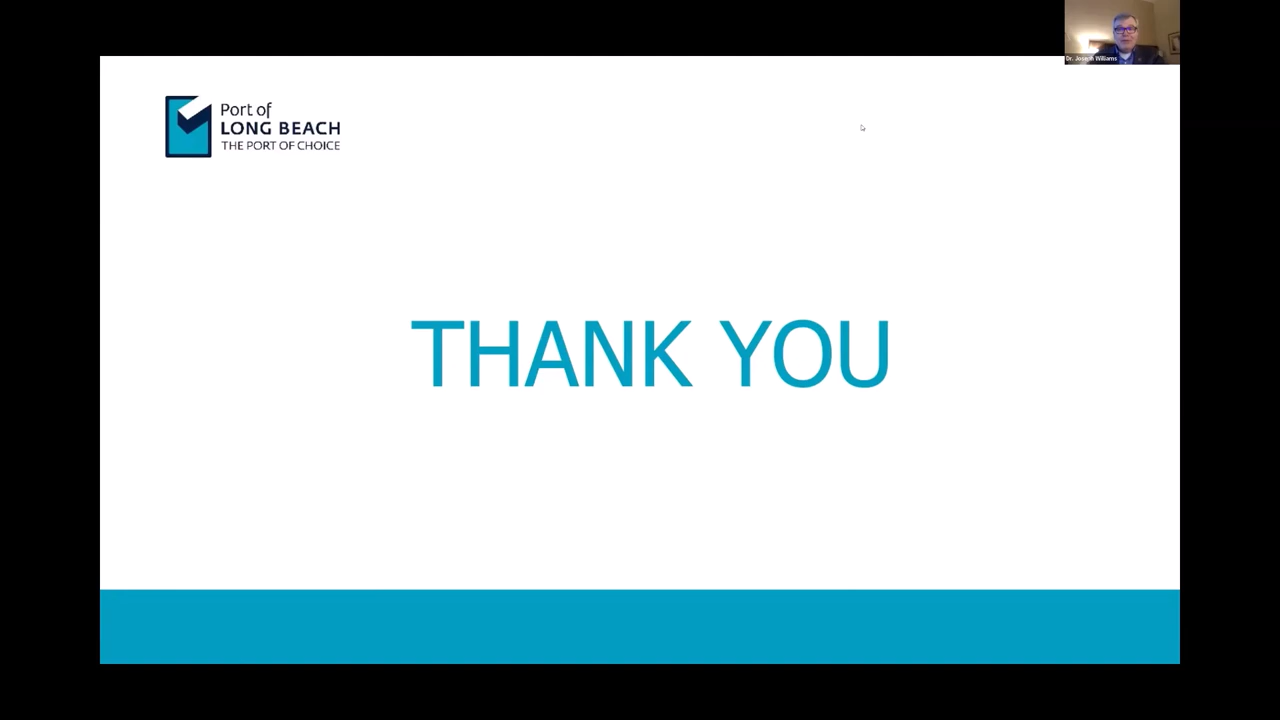 Dr. Joseph Williams
Port of
LONG BEACH
THE PORT OF CHOICE
THANK YOU